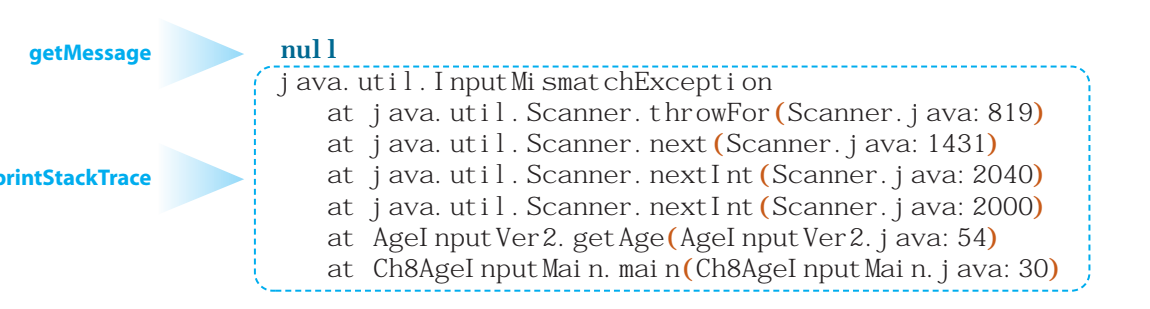 getMessage
null
java.util.InputMismatchException
at java.util.Scanner.throwFor(Scanner.java:819)
at java.util.Scanner.next(Scanner.java:1431)
printStackTrace
at java.util.Scanner.nextInt(Scanner.java:2040)
at java.util.Scanner.nextInt(Scanner.java:2000)
at AgeInputVer2.getAge(AgeInputVer2.java:54)
at Ch8AgeInputMain.main(Ch8AgeInputMain.java:30)